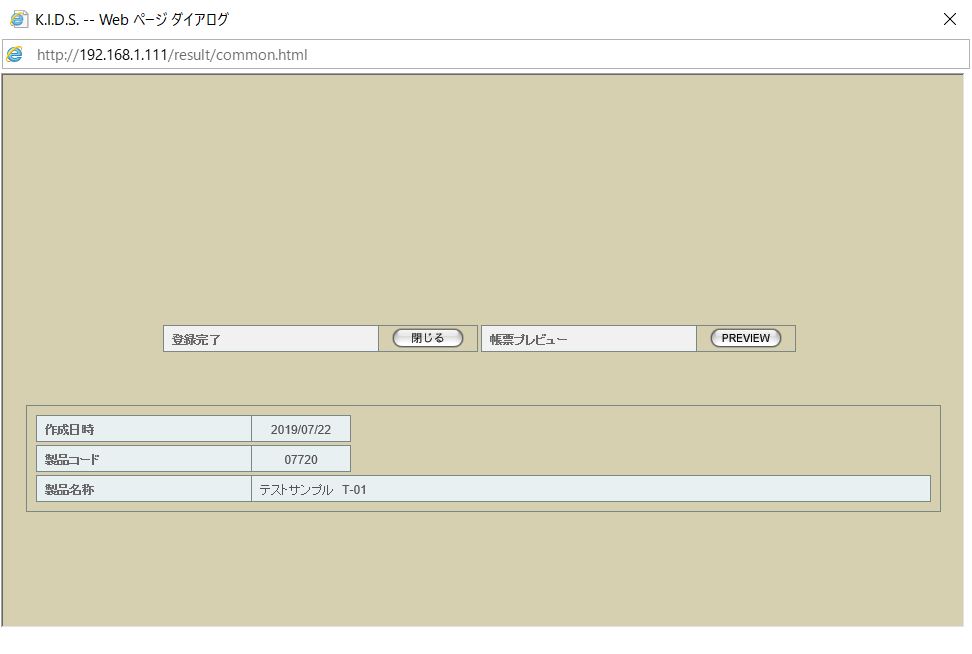 K.I.D.S. -- Web ページ ダイアログ
http://192.168.1.111/result/common.html
登録完了 閉じる 帳票プレビュー PREVIEW
作成日時 2019/07/22
製品コード 07720
製品名称 テストサンプル T-01